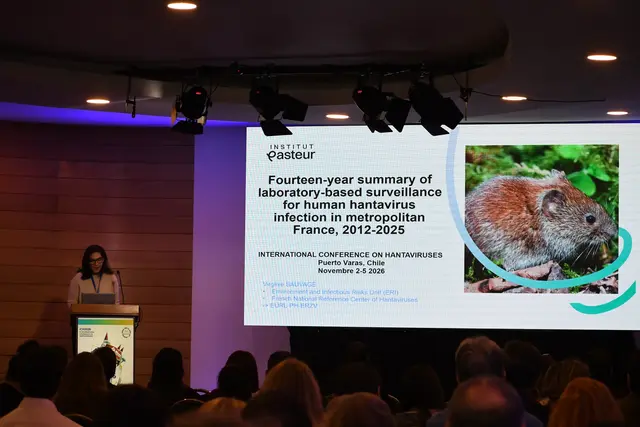 INSTITUT
Pasteur
Fourteen-year summary of
laboratory-based surveillance
for human hantavirus
infection in metropolitan
France, 2012-2025
INTERNATIONAL CONFERENCE ON HANTAVIRUSES
Puerto Varas, Chile
Novembre 2-5 2026
Virginie SAUVAGE
Environment and Infectious Risks Unit (ERI)
French National Reference Center of Hantaviruses